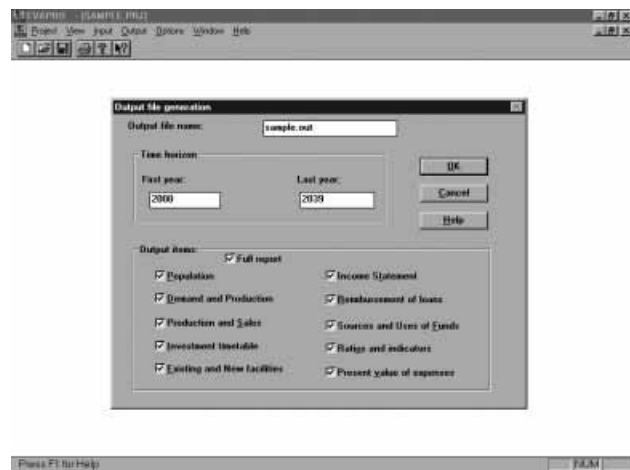 EVAPRO - [SAMPLE.PRJ]
Project View Input Output Options Window Help
Output file generation
Output file name: sample.out
Time horizon
First year: Last year:
2000 2039
OK
Cancel
Help
Output items:
Full report
Population Income Statement
Demand and Production Reimbursement of loans
Production and Sales Sources and Uses of Funds
Investment timetable Ratios and indicators
Existing and New facilities Present value of expenses
Press F1 for Help NUM